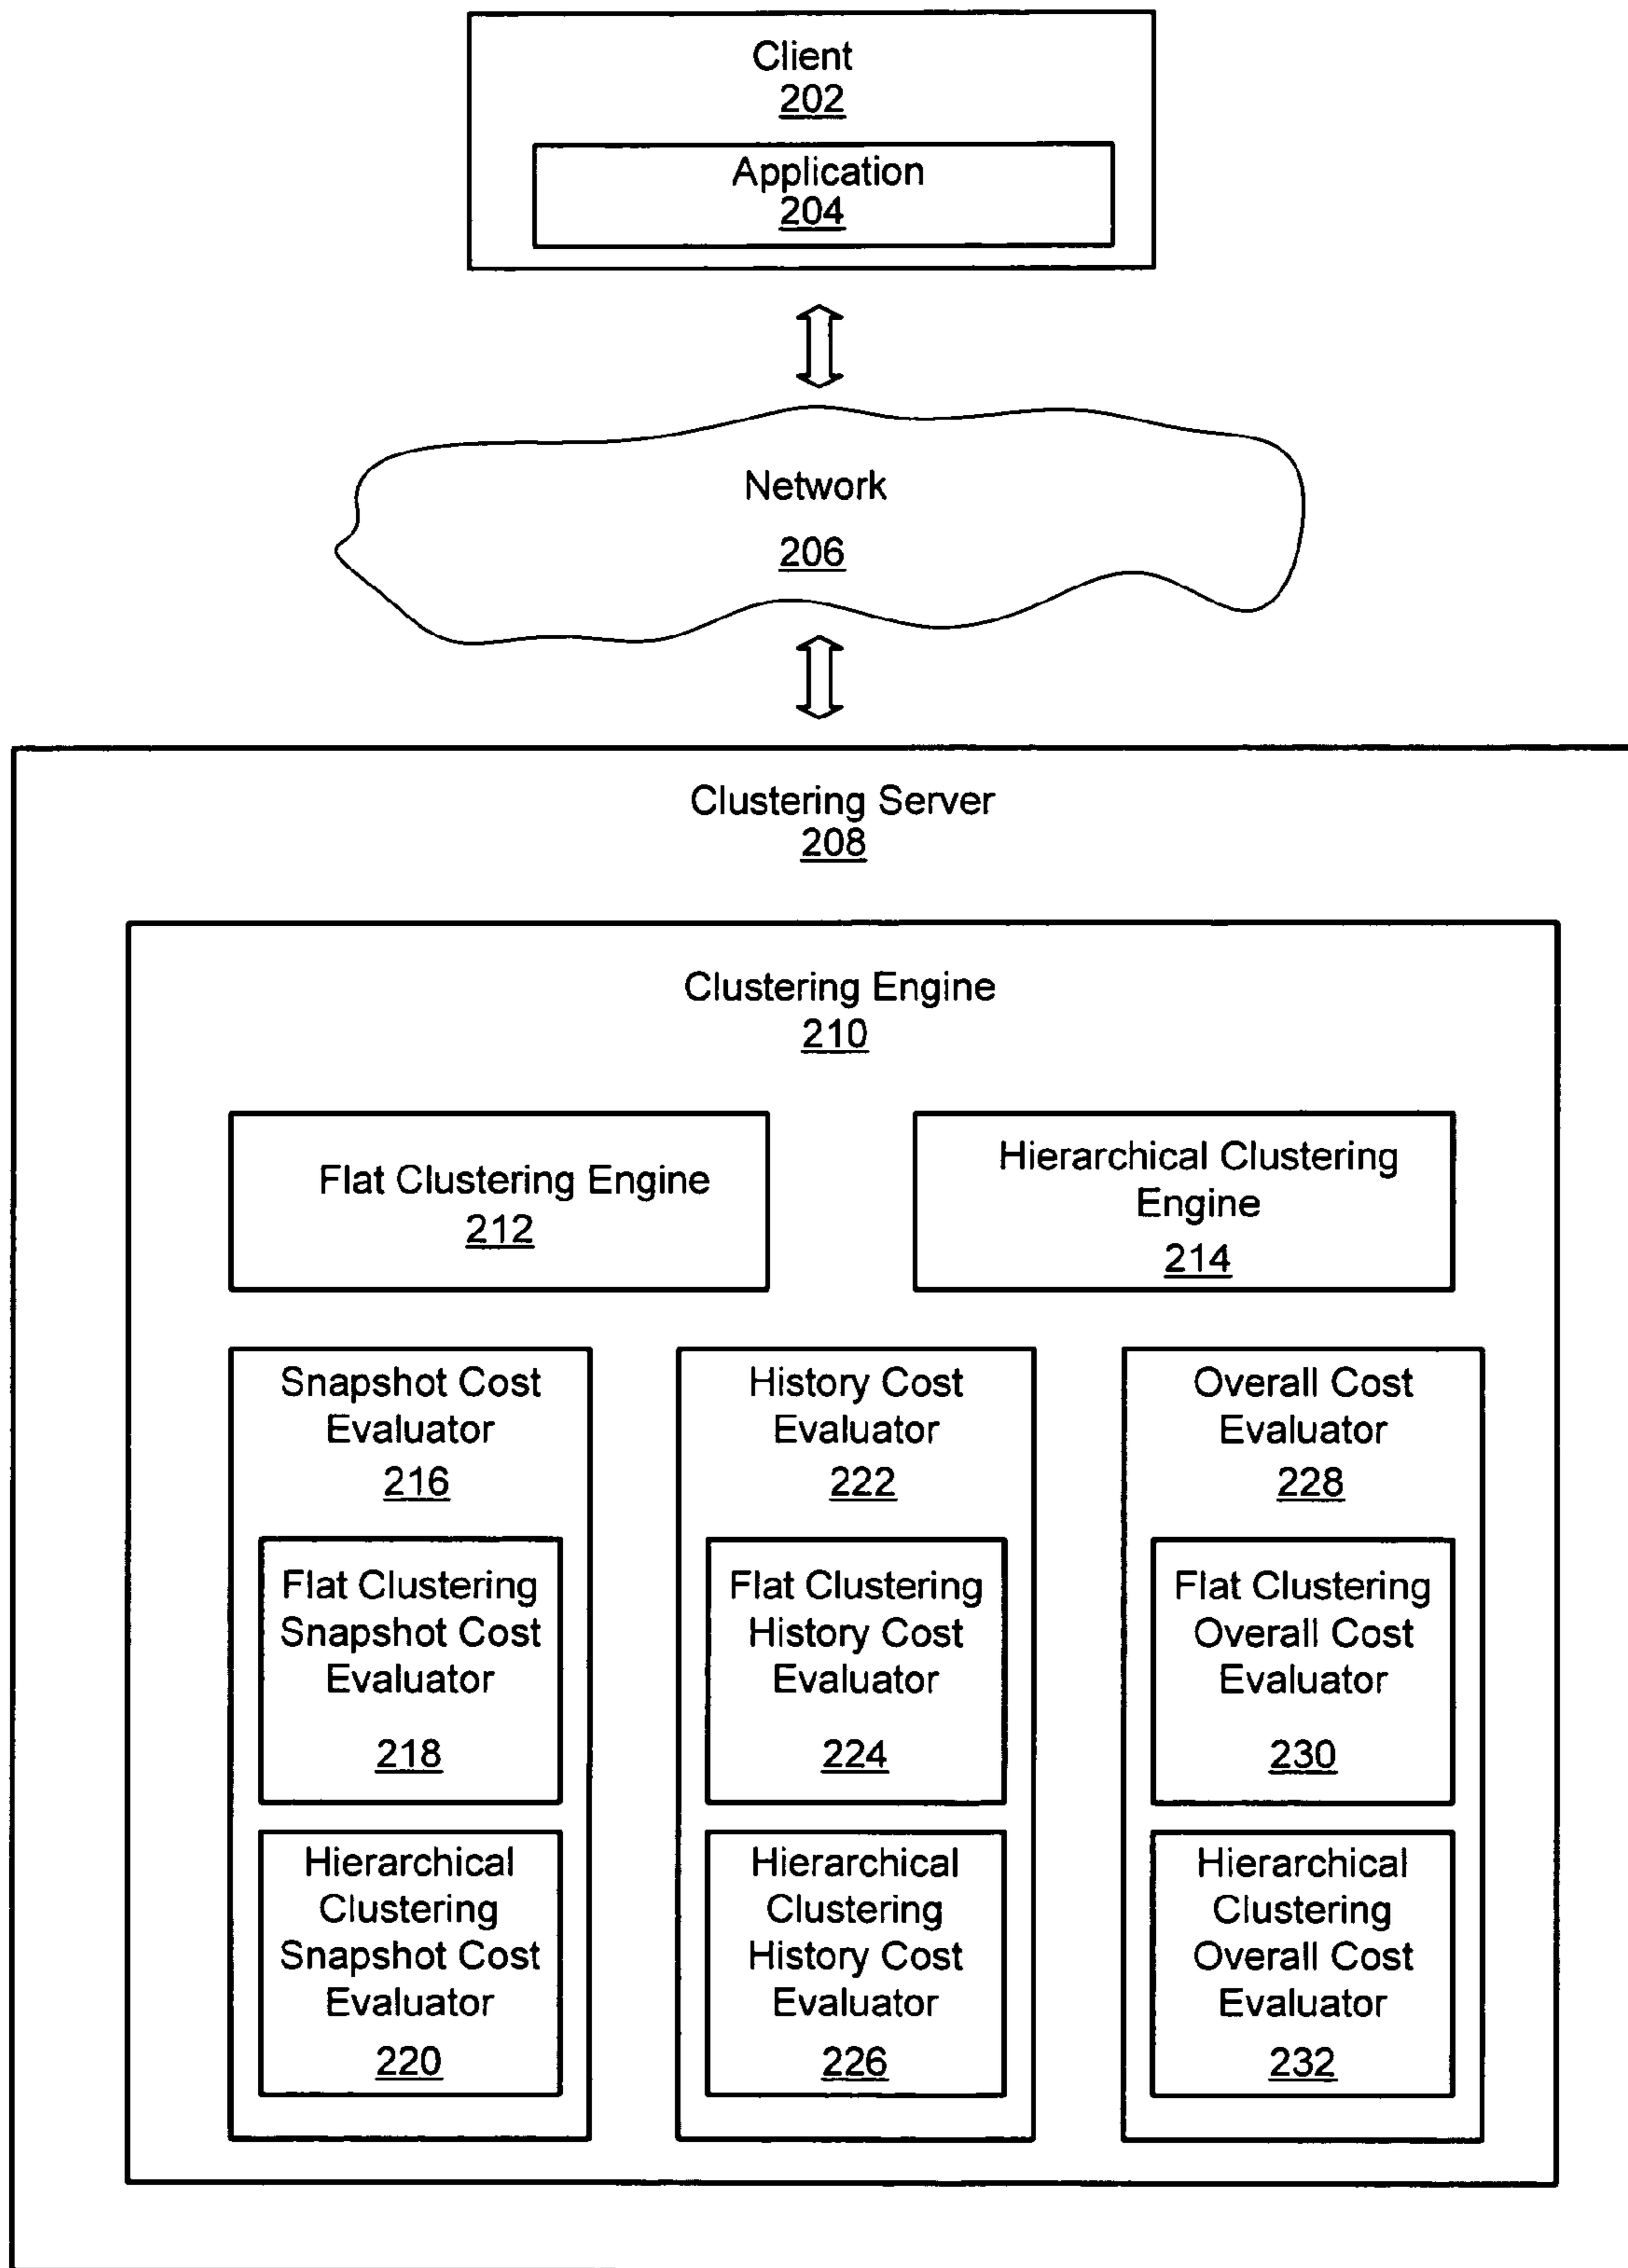 Client
202
Application
204
Network
206
Clustering Server
208
Clustering Engine
210
Flat Clustering Engine
212
Hierarchical Clustering
Engine
214
Snapshot Cost
Evaluator
216
Flat Clustering
Snapshot Cost
Evaluator
218
Hierarchical
Clustering
Snapshot Cost
Evaluator
220
History Cost
Evaluator
222
Flat Clustering
History Cost
Evaluator
224
Hierarchical
Clustering
History Cost
Evaluator
226
Overall Cost
Evaluator
228
Flat Clustering
Overall Cost
Evaluator
230
Hierarchical
Clustering
Overall Cost
Evaluator
232